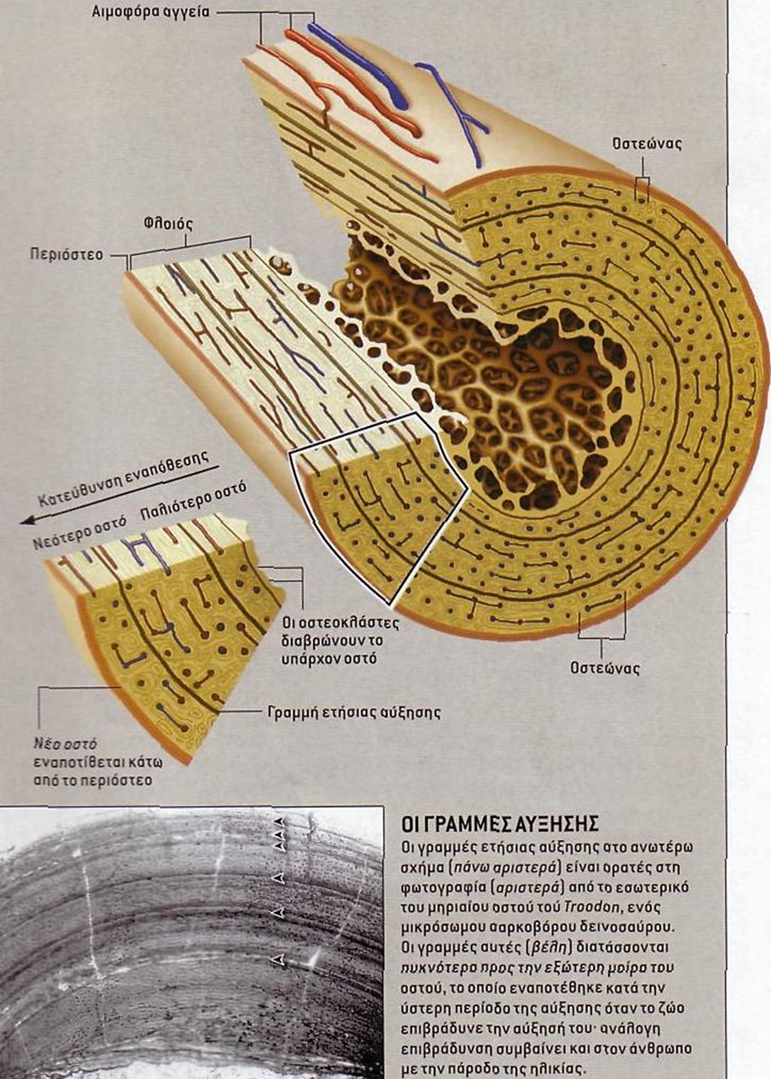 Αιμοφόρα αγγεία
Οστεώνας
Φλοιός
Περιόστεο
Κατεύθυνση εναπόθεσης
Νεότερο οστό Παλιότερο οστό
Οι οστεοκλάστες
διαβρώνουν το
υπάρχον οστό
Οστεώνας
Γραμμή ετήσιας αύξησης
Νέο οστό
εναποτίθεται κάτω
από το περιόστεο
ΟΙ ΓΡΑΜΜΕΣ ΑΥΞΗΣΗΣ
Οι γραμμές ετήσιας αύξησης στο ανωτέρω
σχήμα (πάνω αριστερά) είναι ορατές στη
φωτογραφία (αριστερά) από το εσωτερικό
του μηριαίου οστού τού Troodon, ενός
μικρόσωμου σαρκοβόρου δεινοσαύρου.
Οι γραμμές αυτές (βέλη) διατάσσονται
πυκνότερα προς την εξώτερη μοίρα του
οστού, το οποίο εναποτέθηκε κατά την
ύστερη περίοδο της αύξησης όταν το ζώο
επιβράδυνε την αύξησή του· ανάλογη
επιβράδυνση συμβαίνει και στον άνθρωπο
με την πάροδο της ηλικίας.